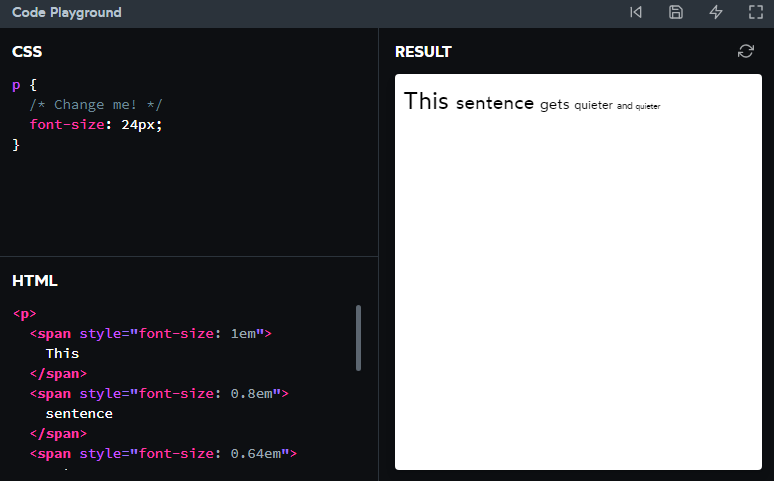 Code Playground
CSS
p {
/* Change me! */
font-size: 24px;
}
HTML
<p>
<span style="font-size: 1em">
This
</span>
<span style="font-size: 0.8em">
sentence
</span>
<span style="font-size: 0.64em">
RESULT
This sentence gets quieter and quieter